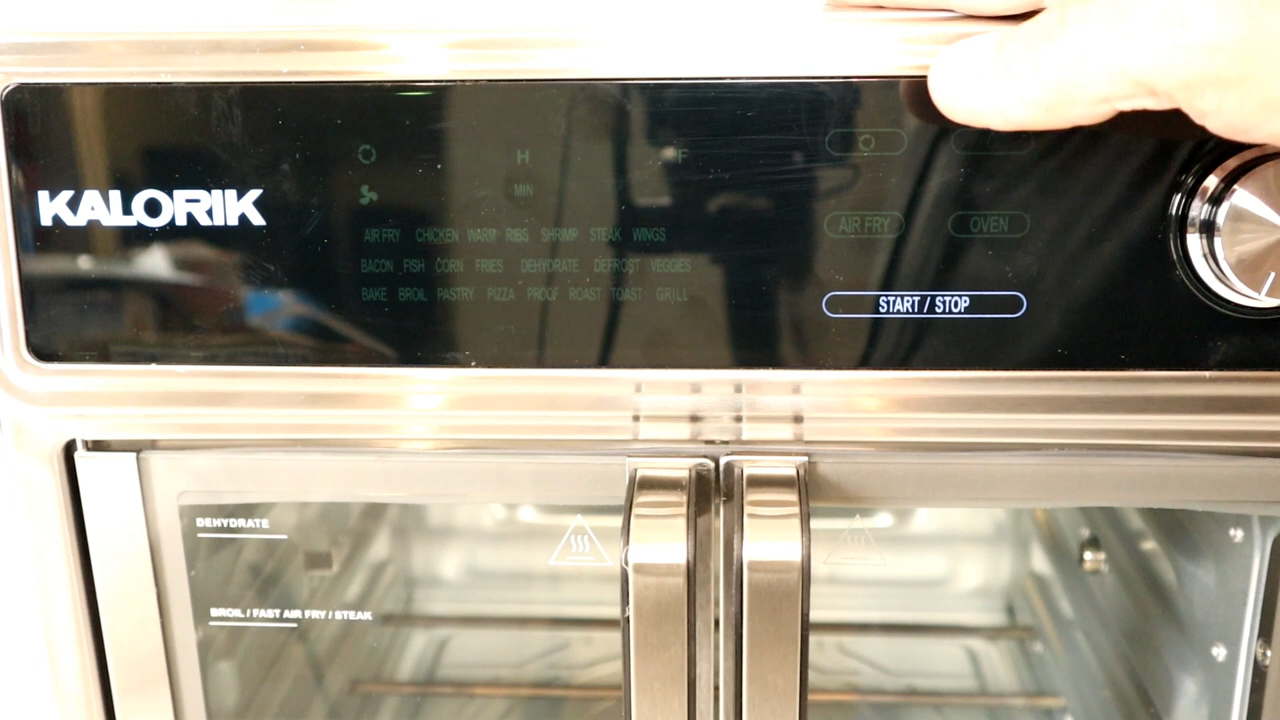 KALORIK
H
F
MIN
AIR FRY CHICKEN WARM RIBS SHRIMP STEAK WINGS
BACON FISH CORN FRIES DEHYDRATE DEFROST VEGGIES
BAKE BROIL PASTRY PIZZA PROOF ROAST TOAST GRILL
AIR FRY OVEN
START / STOP
DEHYDRATE
BROIL / FAST AIR FRY / STEAK